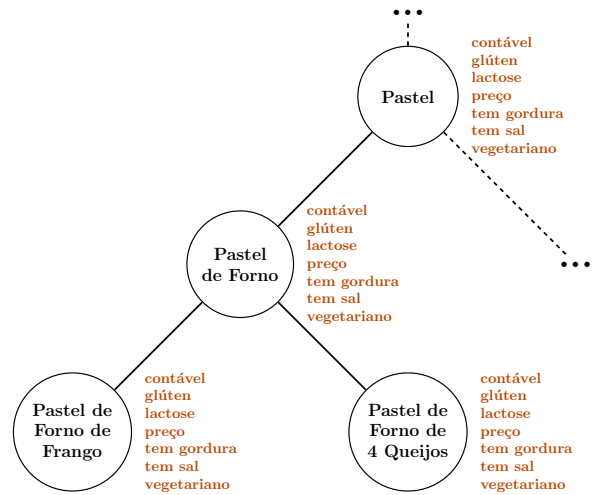 ...
Pastel
contável
glúten
lactose
preço
tem gordura
tem sal
vegetariano
...
Pastel
de Forno
contável
glúten
lactose
preço
tem gordura
tem sal
vegetariano
Pastel de
Forno de
Frango
contável
glúten
lactose
preço
tem gordura
tem sal
vegetariano
Pastel de
Forno de
4 Queijos
contável
glúten
lactose
preço
tem gordura
tem sal
vegetariano